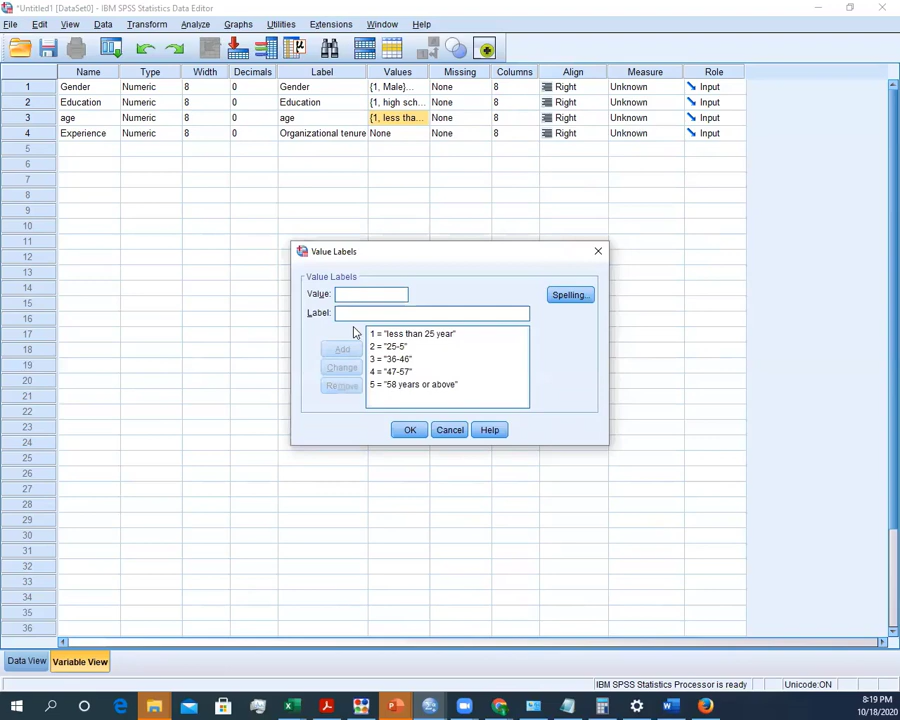 *Untitled1 [DataSet0] - IBM SPSS Statistics Data Editor
File Edit View Data Transform Analyze Graphs Utilities Extensions Window Help
Name Type Width Decimals Label Values Missing Columns Align Measure Role
1 Gender Numeric 8 0 Gender {1, Male}... None 8 Right Unknown Input
2 Education Numeric 8 0 Education {1, high sch... None 8 Right Unknown Input
3 age Numeric 8 0 age {1, less tha... None 8 Right Unknown Input
4 Experience Numeric 8 0 Organizational tenure None None 8 Right Unknown Input
5
6
7
8
9
10
11
12
13
14
15
16
17
18
19
20
21
22
23
24
25
26
27
28
29
30
31
32
33
34
35
36
Value Labels
Value Labels
Value:
Spelling...
Label:
1 = "less than 25 year"
2 = "25-5"
3 = "36-46"
4 = "47-57"
5 = "58 years or above"
Add
Change
Remove
OK Cancel Help
Data View Variable View
IBM SPSS Statistics Processor is ready Unicode:ON
8:19 PM
10/18/2020